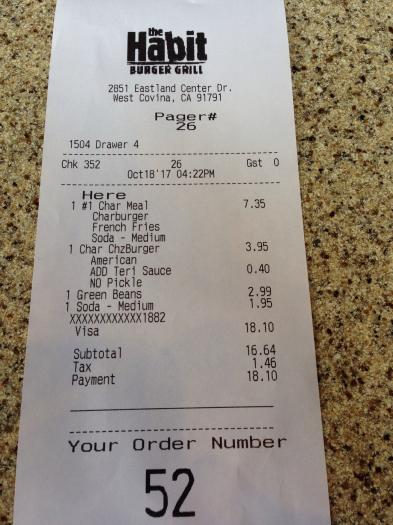 the
Habit
BURGER GRILL
2851 Eastland Center Dr.
West Covina, CA 91791
Pager#
26
1504 Drawer 4
Chk 352 26 Gst 0
Oct18'17 04:22PM
Here
1 #1 Char Meal 7.35
Charburger
French Fries
Soda - Medium
1 Char ChzBurger 3.95
American
ADD Teri Sauce 0.40
NO Pickle
1 Green Beans 2.99
1 Soda - Medium 1.95
XXXXXXXXXXXX1882
Visa 18.10
Subtotal 16.64
Tax 1.46
Payment 18.10
Your Order Number
52